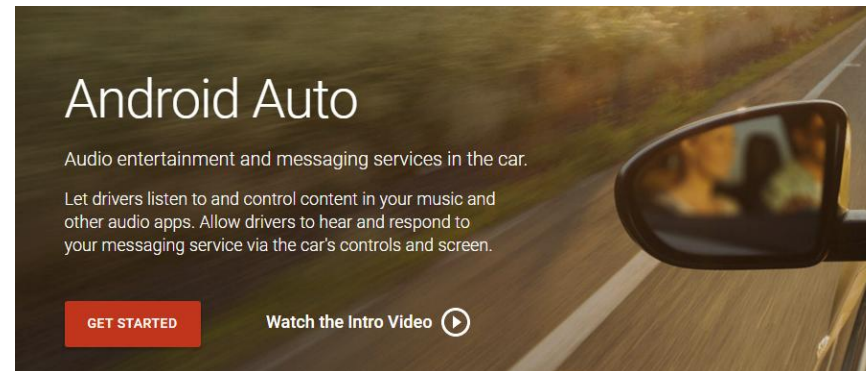 Android Auto
Audio entertainment and messaging services in the car.
Let drivers listen to and control content in your music and
other audio apps. Allow drivers to hear and respond to
your messaging service via the car's controls and screen.
GET STARTED
Watch the Intro Video